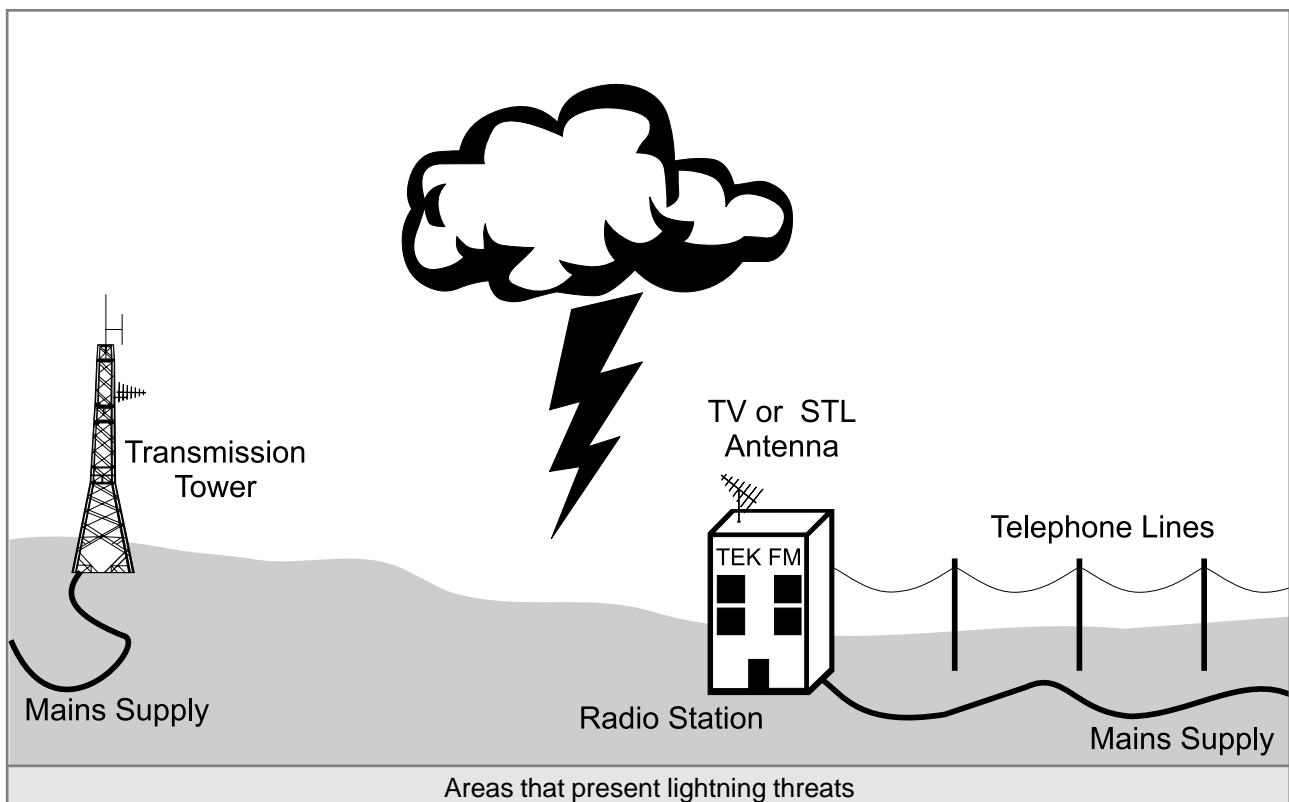 TV or STL
Antenna
Transmission
Tower
Telephone Lines
TEK FM
Mains Supply
Radio Station
Mains Supply
Areas that present lightning threats